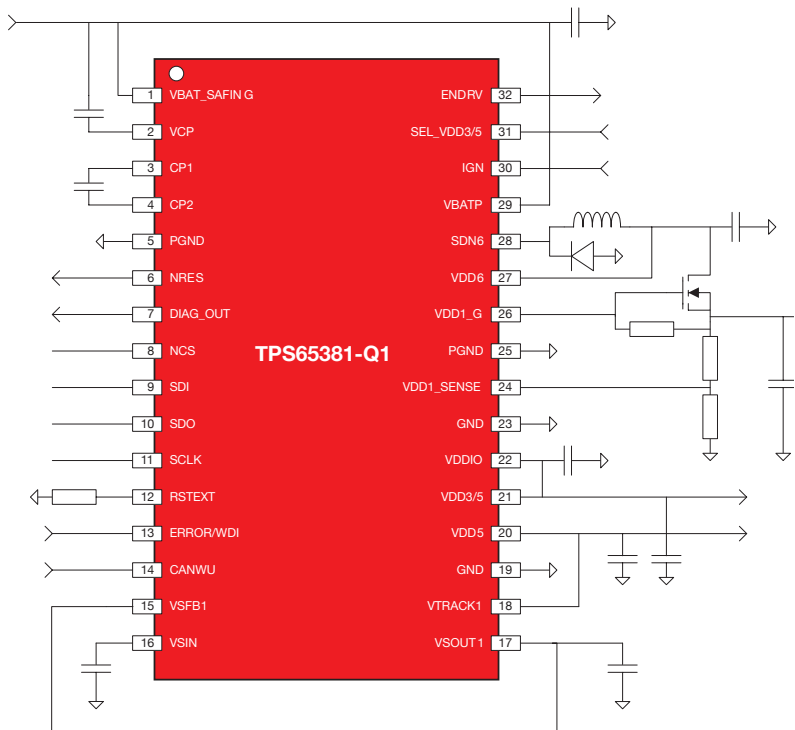 1 VBAT_SAFIN G
2 VCP
3 CP1
4 CP2
5 PGND
6 NRES
7 DIAG_OUT
8 NCS
9 SDI
10 SDO
11 SCLK
12 RSTEXT
13 ERROR/WDI
14 CANWU
15 VSFB1
16 VSIN
TPS65381-Q1
ENDRV 32
SEL_VDD3/5 31
IGN 30
VBATP 29
SDN6 28
VDD6 27
VDD1_G 26
PGND 25
VDD1_SENSE 24
GND 23
VDDIO 22
VDD3/5 21
VDD5 20
GND 19
VTRACK1 18
VSOUT1 17